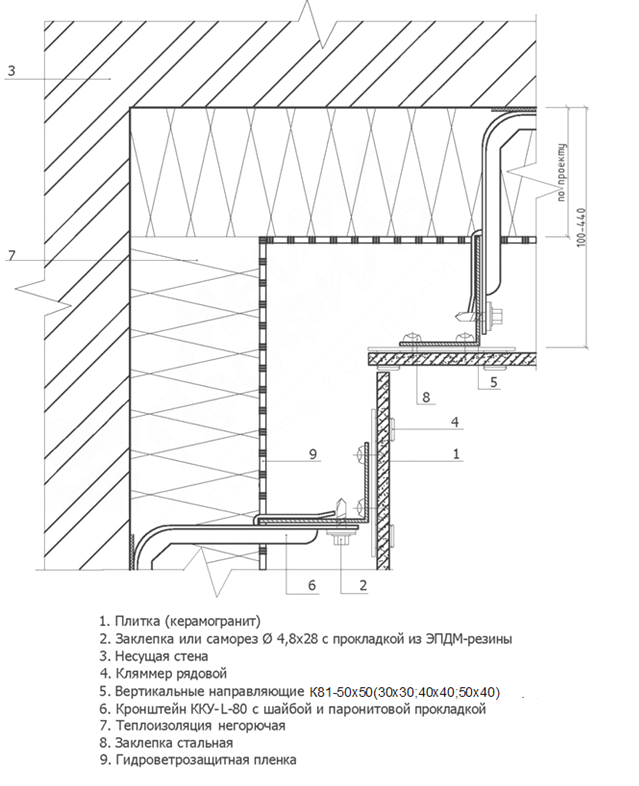 3
по проекту
100-440
7
8
5
4
9
1
6
2
1. Плитка (керамогранит)
2. Заклепка или саморез Ø 4,8x28 с прокладкой из ЭПДМ-резины
3. Несущая стена
4. Кляммер рядовой
5. Вертикальные направляющие К81-50х50(30х30;40х40;50х40)
6. Кронштейн ККУ-L-80 с шайбой и паронитовой прокладкой
7. Теплоизоляция негорючая
8. Заклепка стальная
9. Гидроветрозащитная пленка